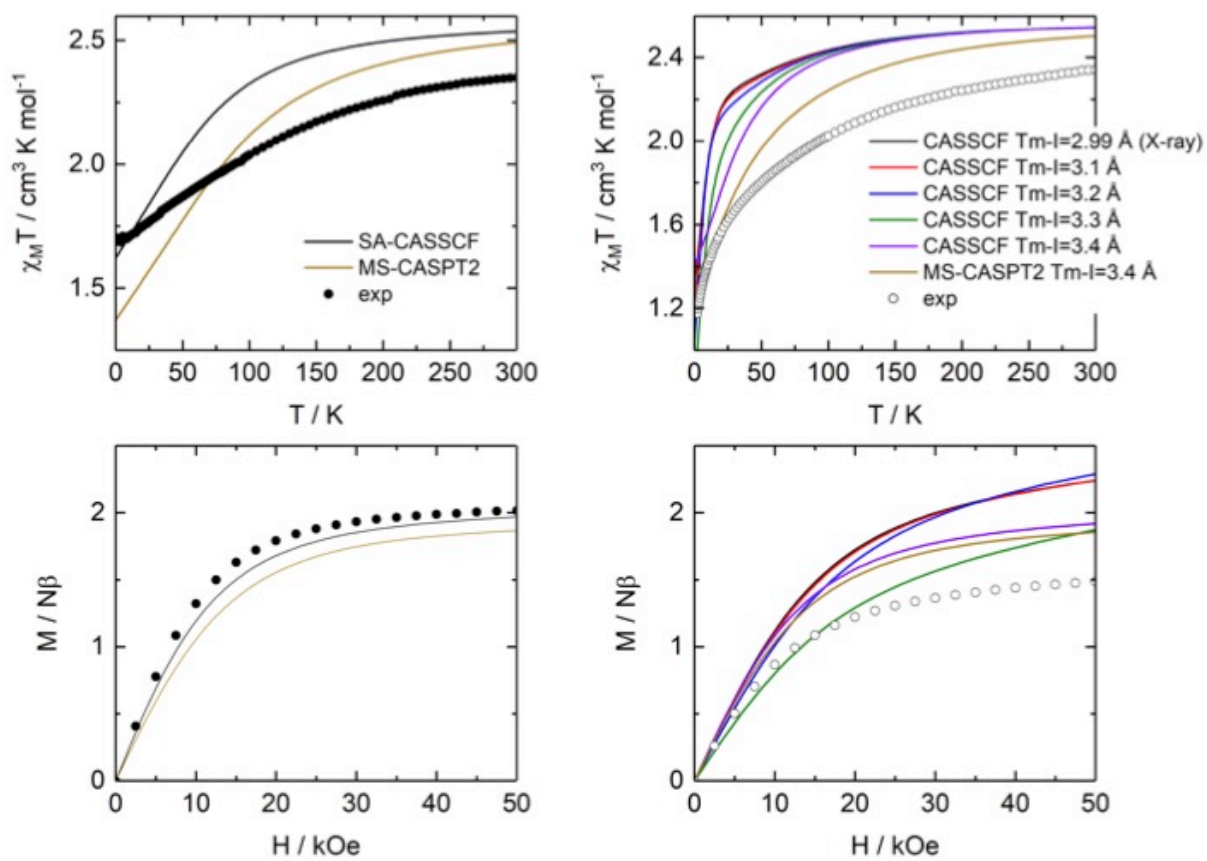 2.5
2.0
1.5
χMT / cm³ K mol⁻¹
SA-CASSCF
MS-CASPT2
exp
0 50 100 150 200 250 300
T / K
2.4
2.0
1.6
1.2
χMT / cm³ K mol⁻¹
CASSCF Tm-I=2.99 Å (X-ray)
CASSCF Tm-I=3.1 Å
CASSCF Tm-I=3.2 Å
CASSCF Tm-I=3.3 Å
CASSCF Tm-I=3.4 Å
MS-CASPT2 Tm-I=3.4 Å
exp
0 50 100 150 200 250 300
T / K
2
1
0
M / Nβ
0 10 20 30 40 50
H / kOe
2
1
0
M / Nβ
0 10 20 30 40 50
H / kOe